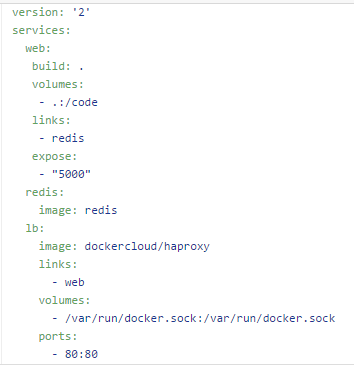 version: '2'
services:
  web:
   build: .
   volumes:
    - .:/code
   links:
    - redis
   expose:
    - "5000"
  redis:
    image: redis
  lb:
    image: dockercloud/haproxy
    links:
      - web
    volumes:
      - /var/run/docker.sock:/var/run/docker.sock
    ports:
      - 80:80